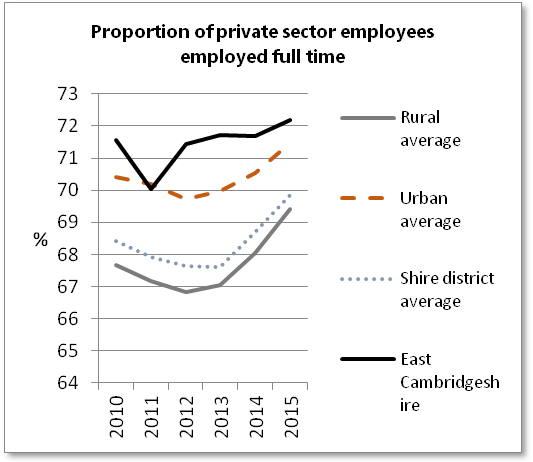 Proportion of private sector employees
employed full time
73
72
71
70
69
68
67
66
65
64
%
2010
2011
2012
2013
2014
2015
Rural
average
Urban
average
Shire district
average
East
Cambridgesh
ire